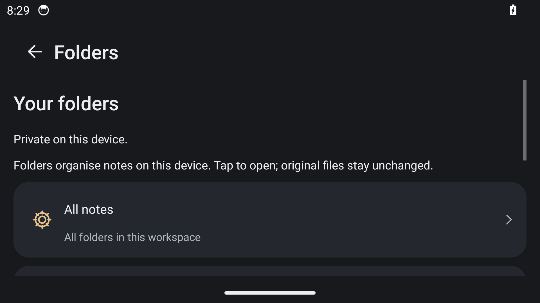 8:29
Folders
Your folders
Private on this device.
Folders organise notes on this device. Tap to open; original files stay unchanged.
All notes
All folders in this workspace